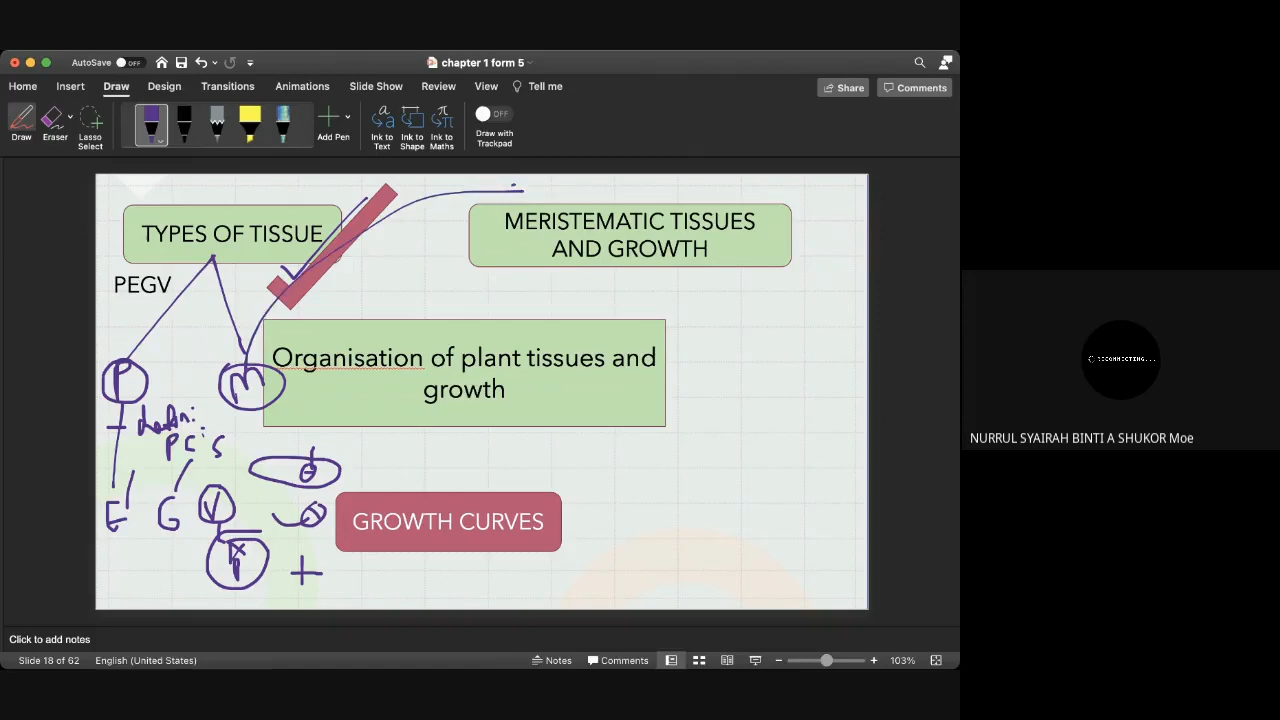 AutoSave OFF
chapter 1 form 5
Home Insert Draw Design Transitions Animations Slide Show Review View Tell me
Share Comments
Draw
Eraser
Lasso Select
Add Pen
Ink to Text
Ink to Shape
Ink to Maths
OFF
Draw with Trackpad
TYPES OF TISSUE
PEGV
MERISTEMATIC TISSUES
AND GROWTH
Organisation of plant tissues and
growth
P
M
P C S
E G V
GROWTH CURVES
RECONNECTING...
NURRUL SYAIRAH BINTI A SHUKOR Moe
Click to add notes
Slide 18 of 62 English (United States) Notes Comments 103%